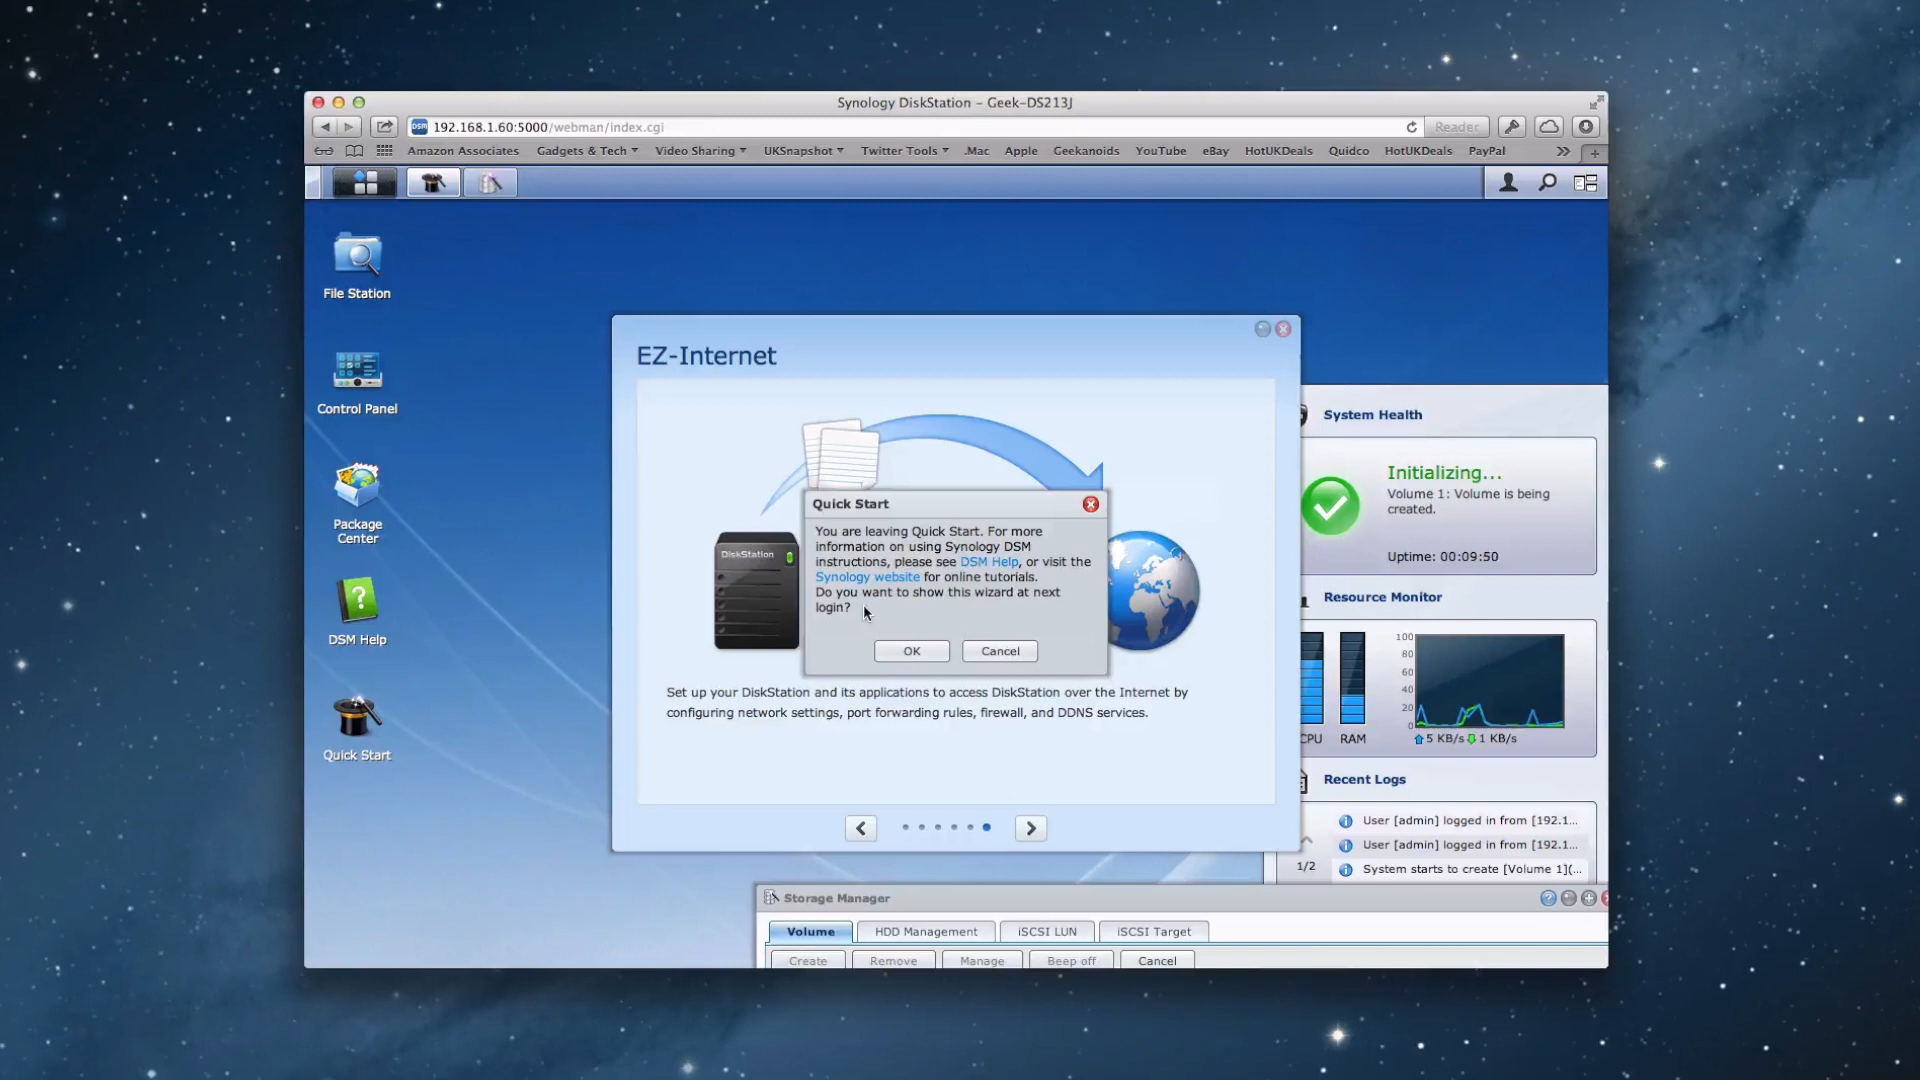 Synology DiskStation – Geek-DS213J
DSM 192.168.1.60:5000/webman/index.cgi
Reader
Amazon Associates Gadgets & Tech Video Sharing UKSnapshot Twitter Tools .Mac Apple Geekanoids YouTube eBay HotUKDeals Quidco HotUKDeals PayPal
File Station
Control Panel
Package
Center
DSM Help
Quick Start
EZ-Internet
DiskStation
Quick Start
You are leaving Quick Start. For more
information on using Synology DSM
instructions, please see DSM Help, or visit the
Synology website for online tutorials.
Do you want to show this wizard at next
login?
OK Cancel
Set up your DiskStation and its applications to access DiskStation over the Internet by
configuring network settings, port forwarding rules, firewall, and DDNS services.
System Health
Initializing...
Volume 1: Volume is being
created.
Uptime: 00:09:50
Resource Monitor
100
80
60
40
20
0
CPU RAM 5 KB/s 1 KB/s
Recent Logs
User [admin] logged in from [192.1...
User [admin] logged in from [192.1...
1/2 System starts to create [Volume 1](...
Storage Manager
Volume HDD Management iSCSI LUN iSCSI Target
Create Remove Manage Beep off Cancel